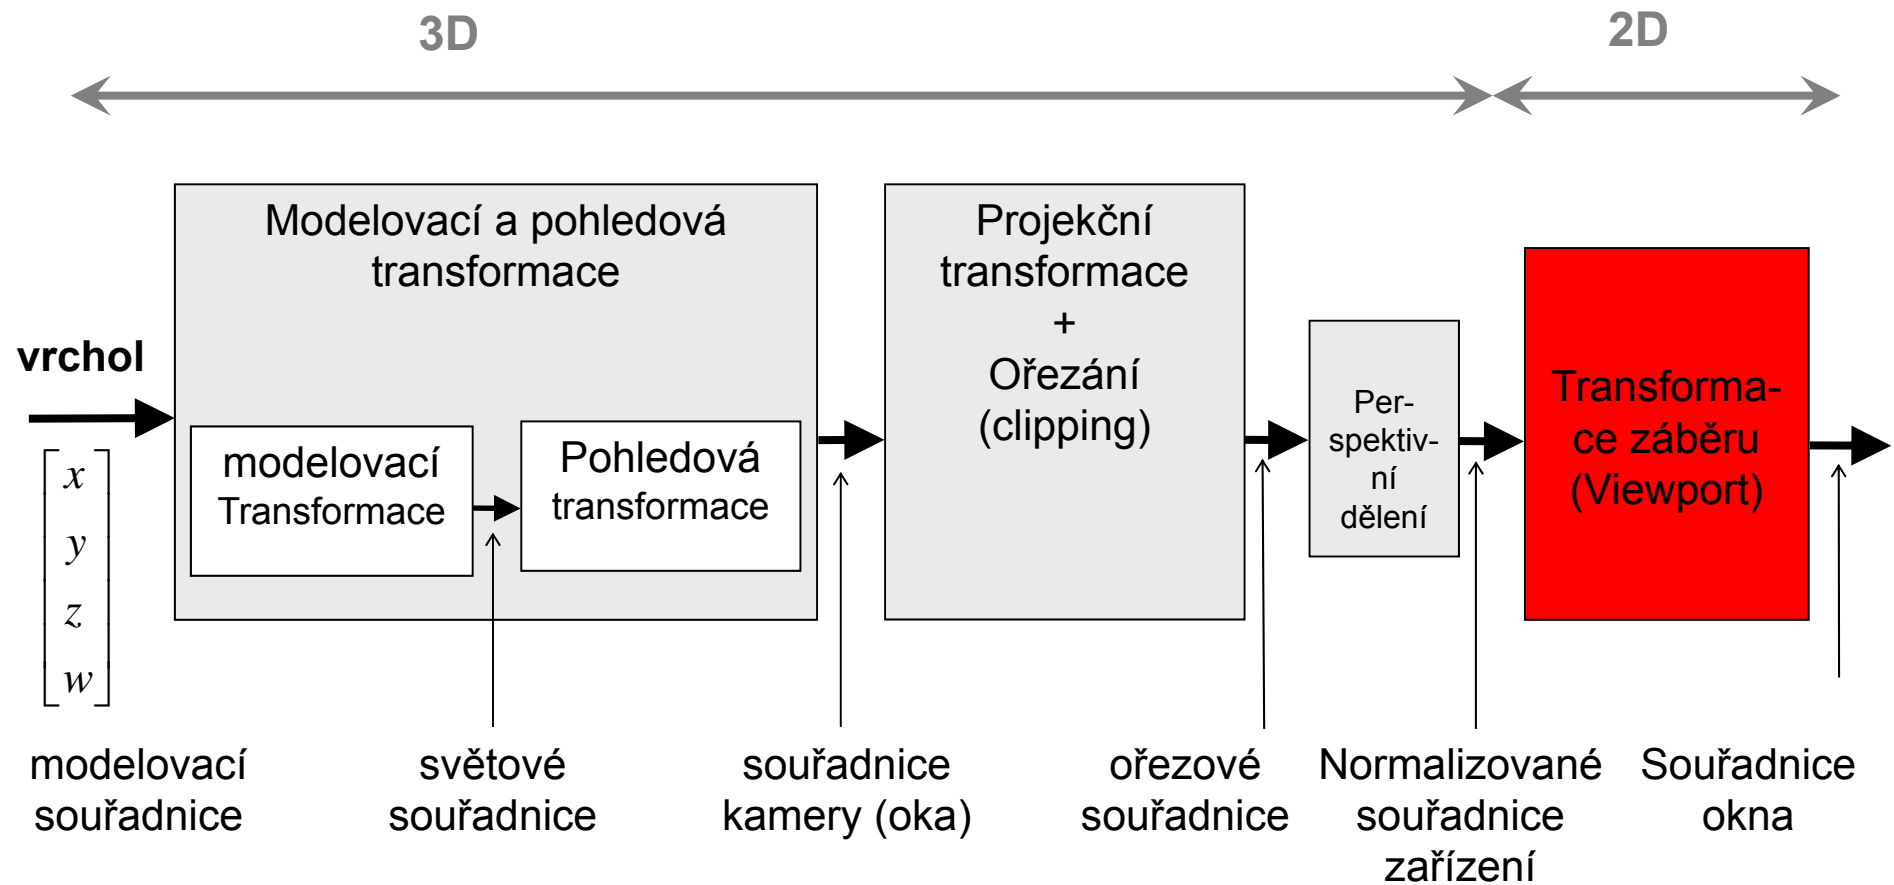 3D
2D
Modelovací a pohledová
transformace
modelovací
Transformace
Pohledová
transformace
Projekční
transformace
+
Ořezání
(clipping)
Per-
spektiv-
ní
dělení
Transforma-
ce záběru
(Viewport)
vrchol
x
y
z
w
modelovací
souřadnice
světové
souřadnice
souřadnice
kamery (oka)
ořezové
souřadnice
Normalizované
souřadnice
zařízení
Souřadnice
okna